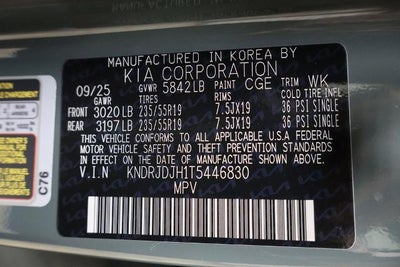 MANUFACTURED IN KOREA BY
KIA CORPORATION
09/25 GVWR 5842LB PAINT CGE TRIM WK
GAWR TIRES RIMS COLD TIRE INFL
FRONT 3020LB 235/55R19 7.5JX19 36 PSI SINGLE
REAR 3197LB 235/55R19 7.5JX19 36 PSI SINGLE
THIS VEHICLE CONFORMS TO ALL APPLICABLE U.S.A FEDERAL
MOTOR VEHICLE SAFETY AND THEFT PREVENTION STANDARDS
IN EFFECT ON THE DATE OF MANUFACTURE SHOWN ABOVE
V.I.N KNDRJDJH1T5446830
MPV
C76